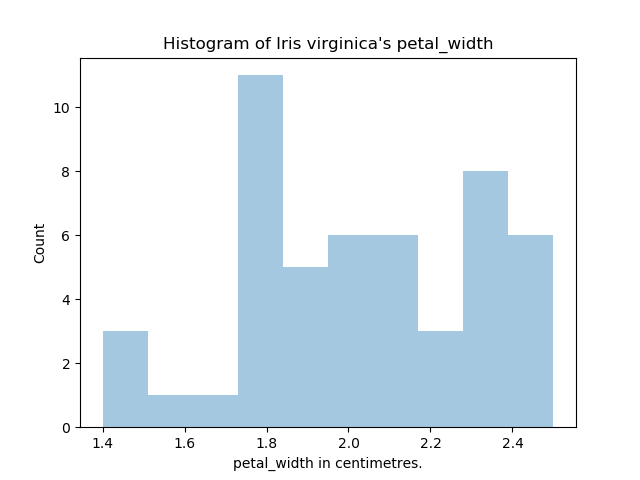 Histogram of Iris virginica's petal_width
10
8
6
4
2
0
Count
1.4 1.6 1.8 2.0 2.2 2.4
petal_width in centimetres.